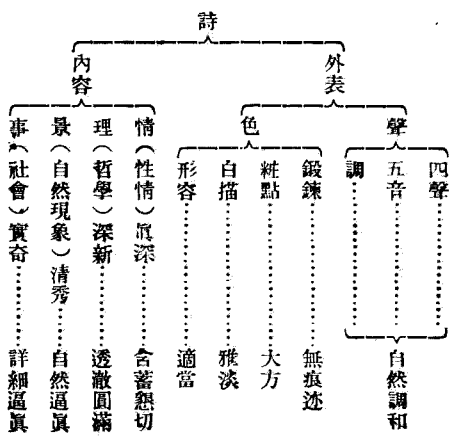 詩
外表
內容
聲
色
四聲
五音
調
自然調和
鍛鍊……無痕迹
粧點……大方
白描……雅淡
形容……適當
情（性情）眞深……含蓄懇切
理（哲學）深新……透澈圓滿
景（自然現象）清秀……自然逼眞
事（社會）實奇……詳細逼眞